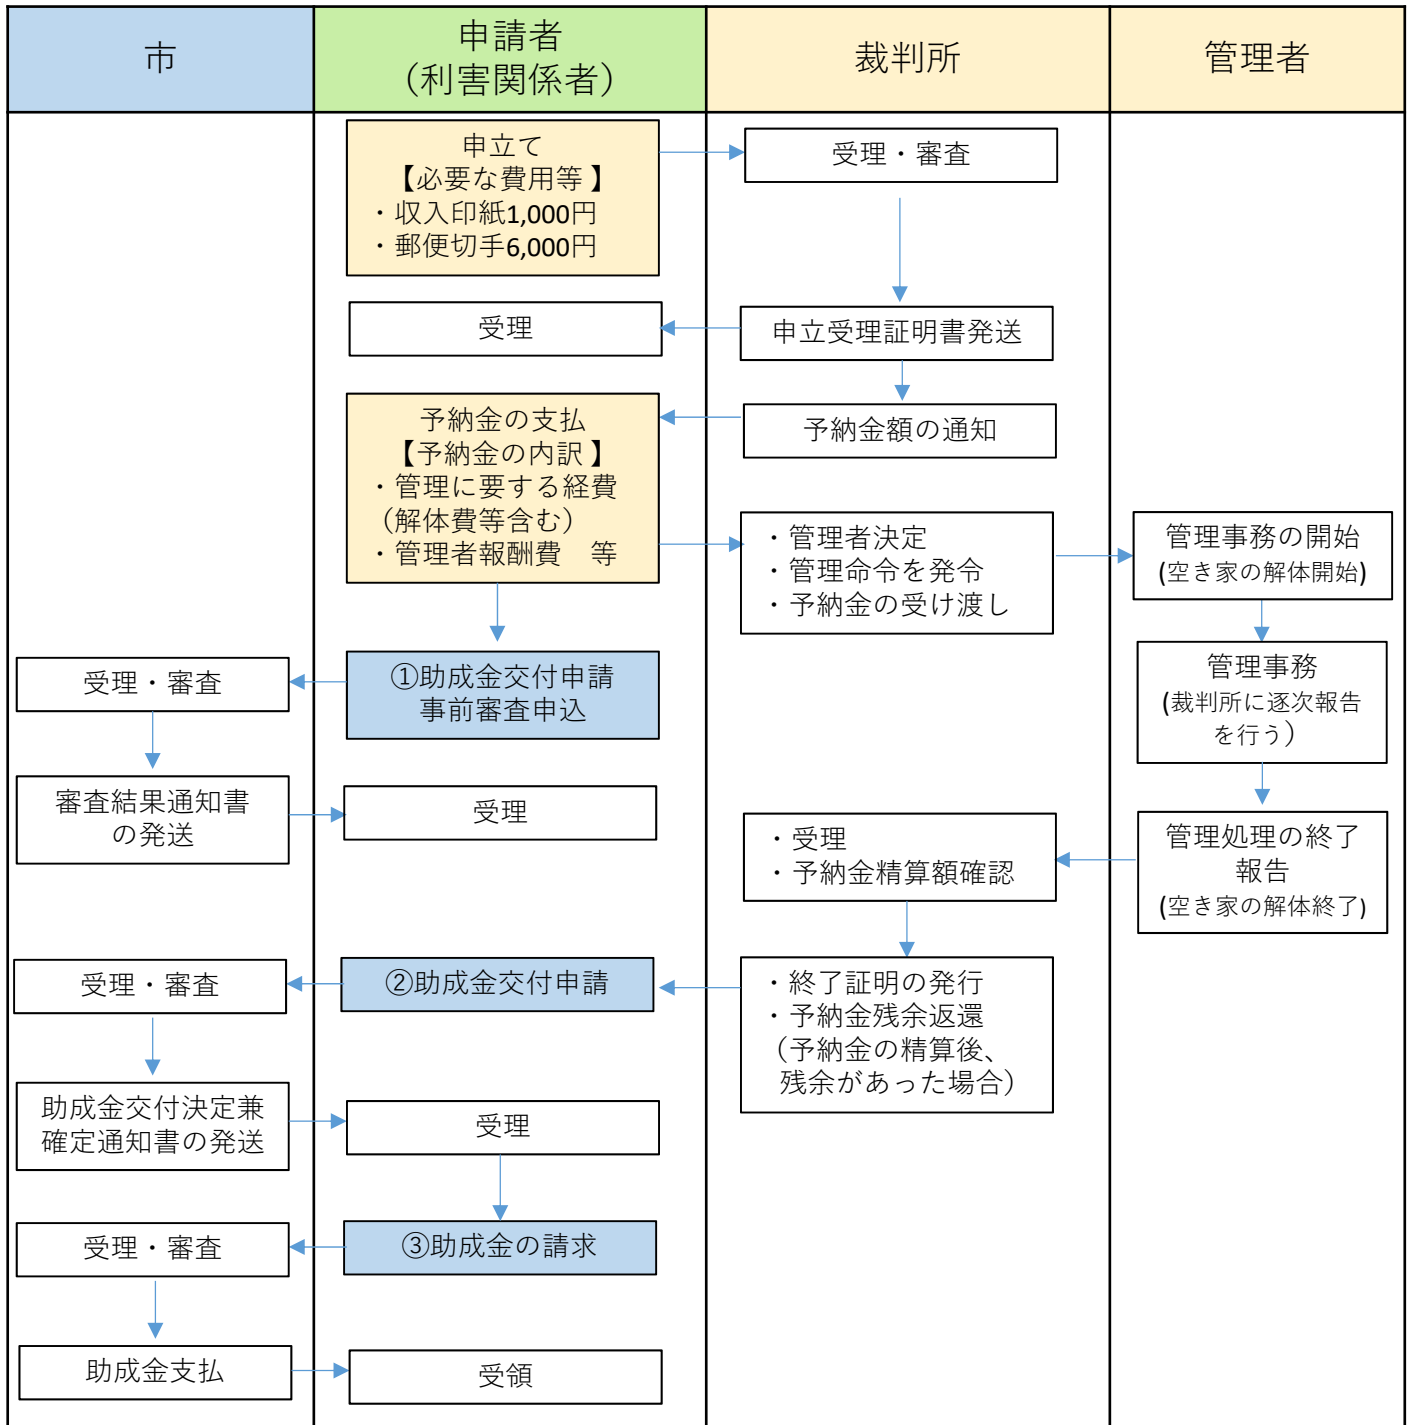 市
申請者
（利害関係者）
裁判所
管理者
申立て
【必要な費用等】
・収入印紙1,000円
・郵便切手6,000円
受理・審査
受理
申立受理証明書発送
予納金の支払
【予納金の内訳】
・管理に要する経費
（解体費等含む）
・管理者報酬費　等
予納金額の通知
・管理者決定
・管理命令を発令
・予納金の受け渡し
管理事務の開始
(空き家の解体開始)
受理・審査
①助成金交付申請
事前審査申込
管理事務
(裁判所に逐次報告
を行う）
審査結果通知書
の発送
受理
・受理
・予納金精算額確認
管理処理の終了
報告
(空き家の解体終了)
受理・審査
②助成金交付申請
・終了証明の発行
・予納金残余返還
（予納金の精算後、
残余があった場合）
助成金交付決定兼
確定通知書の発送
受理
受理・審査
③助成金の請求
助成金支払
受領